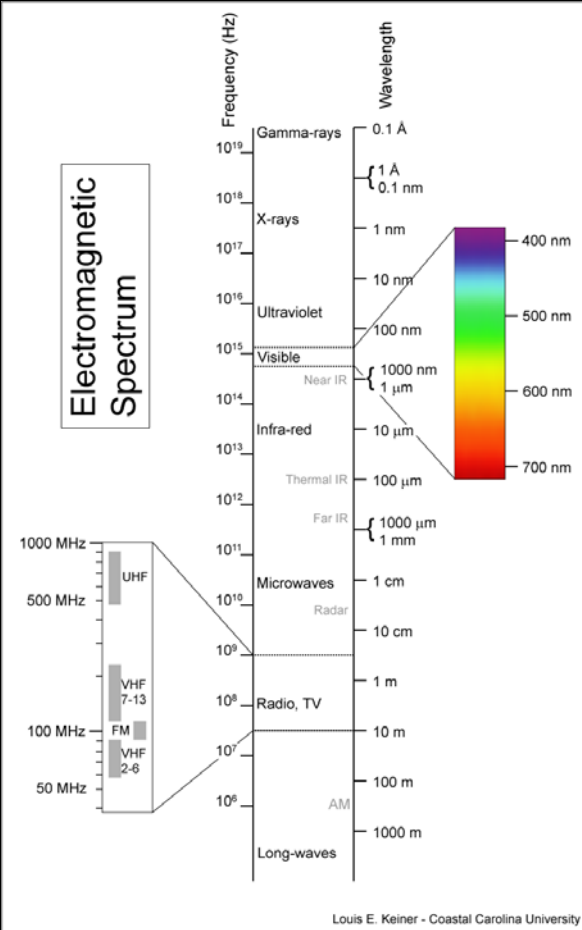 Frequency (Hz)
Wavelength
Electromagnetic
Spectrum
Gamma-rays
0.1 Å
10¹⁹
1 Å
0.1 nm
10¹⁸
X-rays
1 nm
10¹⁷
10 nm
10¹⁶
Ultraviolet
100 nm
10¹⁵
Visible
1000 nm
1 µm
Near IR
10¹⁴
Infra-red
10 µm
10¹³
Thermal IR
100 µm
10¹²
Far IR
1000 µm
1 mm
10¹¹
Microwaves
1 cm
10¹⁰
Radar
10 cm
10⁹
1 m
10⁸
Radio, TV
10 m
10⁷
100 m
10⁶
AM
1000 m
Long-waves
400 nm
500 nm
600 nm
700 nm
1000 MHz
UHF
500 MHz
VHF
7-13
100 MHz
FM
VHF
2-6
50 MHz
Louis E. Keiner - Coastal Carolina University